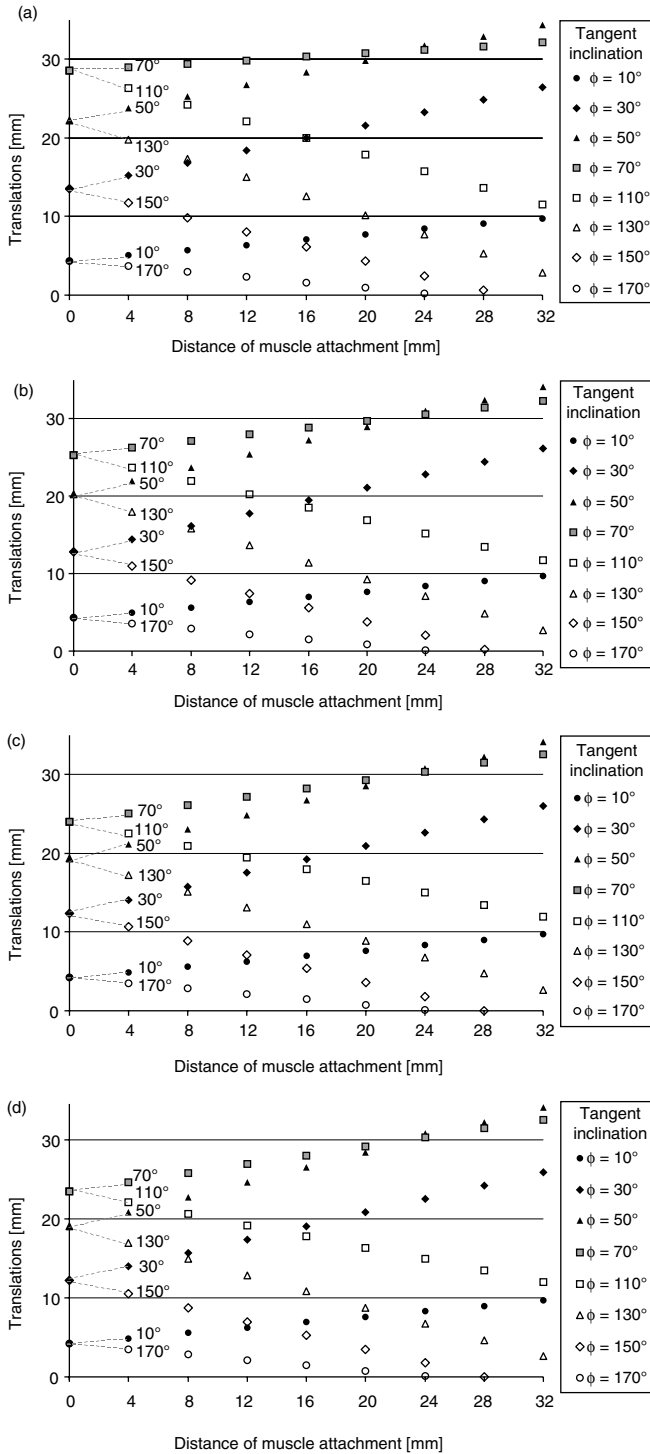 (a)
Translations [mm]
30
20
10
0
70°
110°
50°
130°
30°
150°
10°
170°
0 4 8 12 16 20 24 28 32
Distance of muscle attachment [mm]
Tangent
inclination
ϕ = 10°
ϕ = 30°
ϕ = 50°
ϕ = 70°
ϕ = 110°
ϕ = 130°
ϕ = 150°
ϕ = 170°
(b)
Translations [mm]
30
20
10
0
70°
110°
50°
130°
30°
150°
10°
170°
0 4 8 12 16 20 24 28 32
Distance of muscle attachment [mm]
Tangent
inclination
ϕ = 10°
ϕ = 30°
ϕ = 50°
ϕ = 70°
ϕ = 110°
ϕ = 130°
ϕ = 150°
ϕ = 170°
(c)
Translations [mm]
30
20
10
0
70°
110°
50°
130°
30°
150°
10°
170°
0 4 8 12 16 20 24 28 32
Distance of muscle attachment [mm]
Tangent
inclination
ϕ = 10°
ϕ = 30°
ϕ = 50°
ϕ = 70°
ϕ = 110°
ϕ = 130°
ϕ = 150°
ϕ = 170°
(d)
Translations [mm]
30
20
10
0
70°
110°
50°
130°
30°
150°
10°
170°
0 4 8 12 16 20 24 28 32
Distance of muscle attachment [mm]
Tangent
inclination
ϕ = 10°
ϕ = 30°
ϕ = 50°
ϕ = 70°
ϕ = 110°
ϕ = 130°
ϕ = 150°
ϕ = 170°